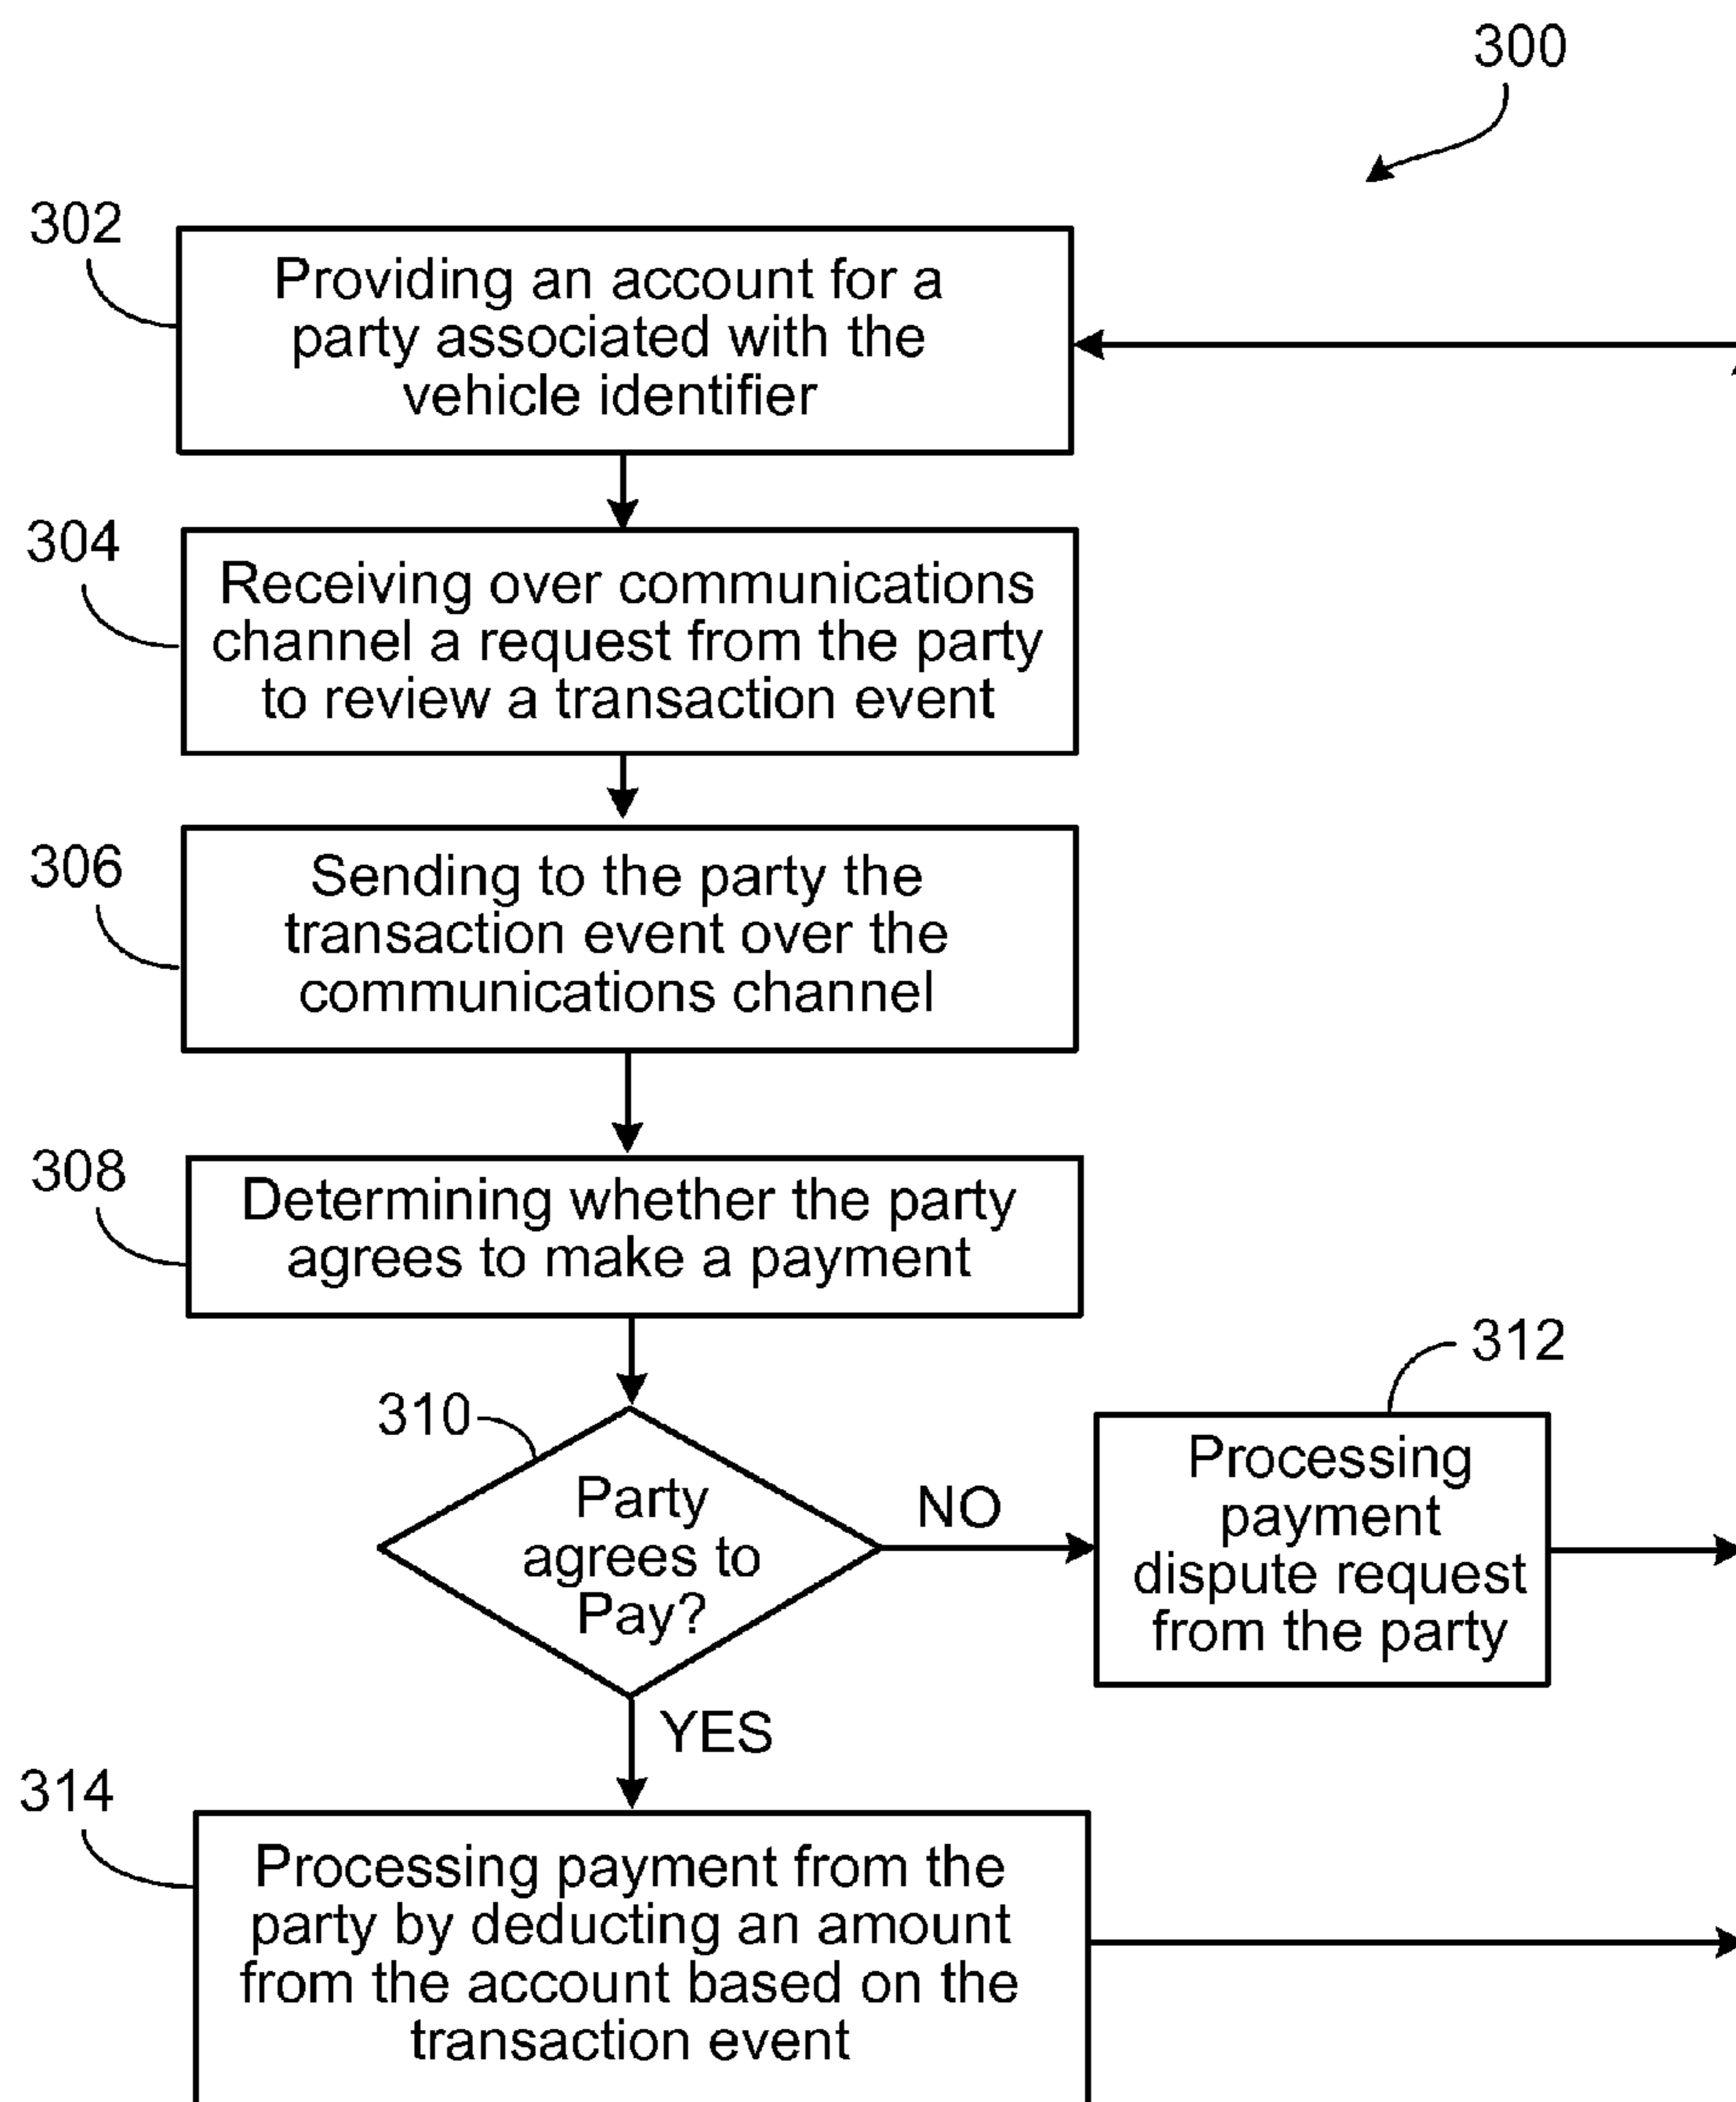 300
302
Providing an account for a
party associated with the
vehicle identifier
304
Receiving over communications
channel a request from the party
to review a transaction event
306
Sending to the party the
transaction event over the
communications channel
308
Determining whether the party
agrees to make a payment
310
Party
agrees to
Pay?
NO
312
Processing
payment
dispute request
from the party
YES
314
Processing payment from the
party by deducting an amount
from the account based on the
transaction event